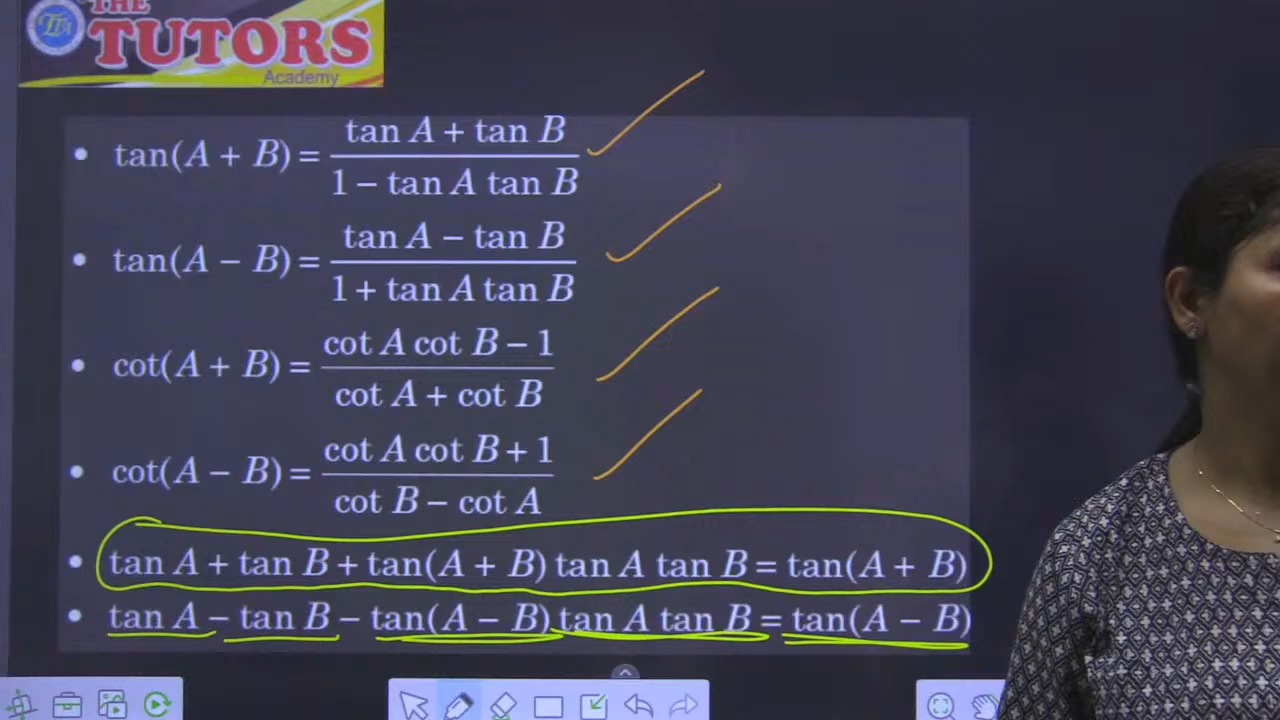 THE
TUTORS
Academy
• tan(A + B) = (tan A + tan B)/(1 − tan A tan B)
• tan(A − B) = (tan A − tan B)/(1 + tan A tan B)
• cot(A + B) = (cot A cot B − 1)/(cot A + cot B)
• cot(A − B) = (cot A cot B + 1)/(cot B − cot A)
• tan A + tan B + tan(A + B) tan A tan B = tan(A + B)
• tan A − tan B − tan(A − B) tan A tan B = tan(A − B)